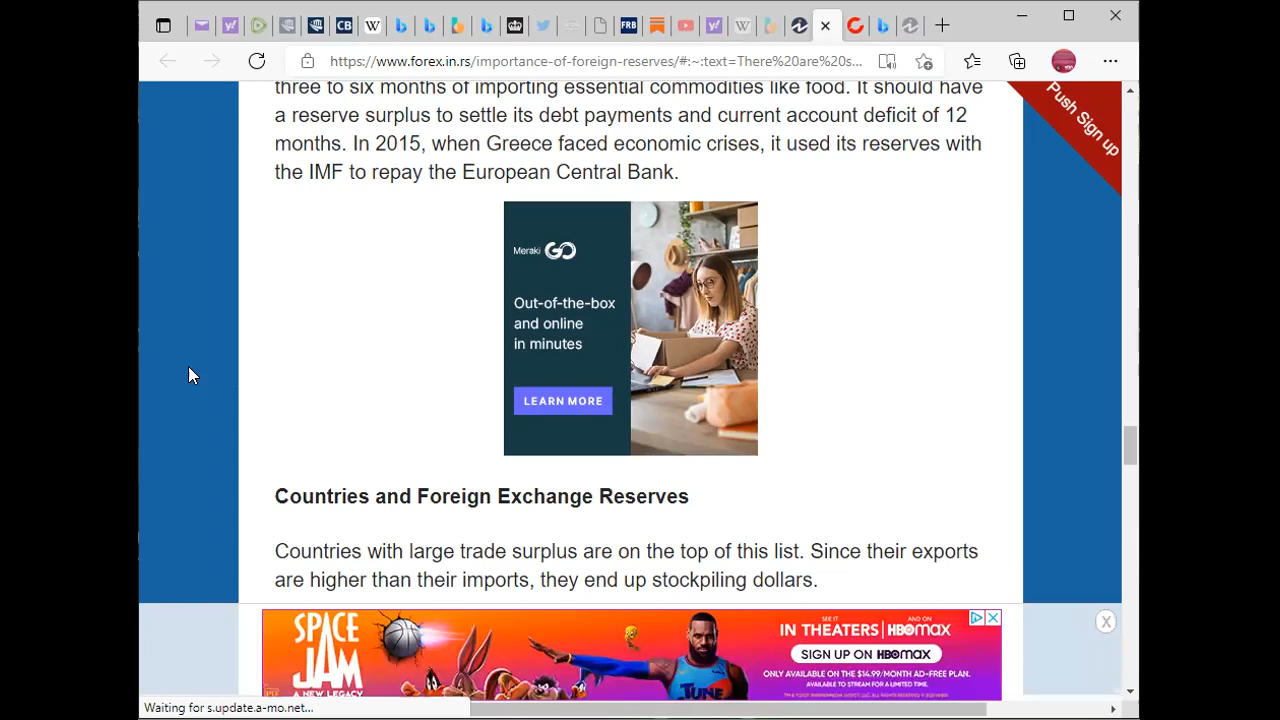 CB
W
FRB
https://www.forex.in.rs/importance-of-foreign-reserves/#:~:text=There%20are%20s...
three to six months of importing essential commodities like food. It should have
a reserve surplus to settle its debt payments and current account deficit of 12
months. In 2015, when Greece faced economic crises, it used its reserves with
the IMF to repay the European Central Bank.
Push Sign up
Meraki GO
Out-of-the-box
and online
in minutes
LEARN MORE
Countries and Foreign Exchange Reserves
Countries with large trade surplus are on the top of this list. Since their exports
are higher than their imports, they end up stockpiling dollars.
SPACE
JAM
A NEW LEGACY
TUNE
IN THEATERS
AND ON
HBOmax
SIGN UP ON HBOmax
ONLY AVAILABLE ON THE $14.99/MONTH AD-FREE PLAN.
AVAILABLE TO STREAM FOR A LIMITED TIME.
X
Waiting for s.update.a-mo.net...